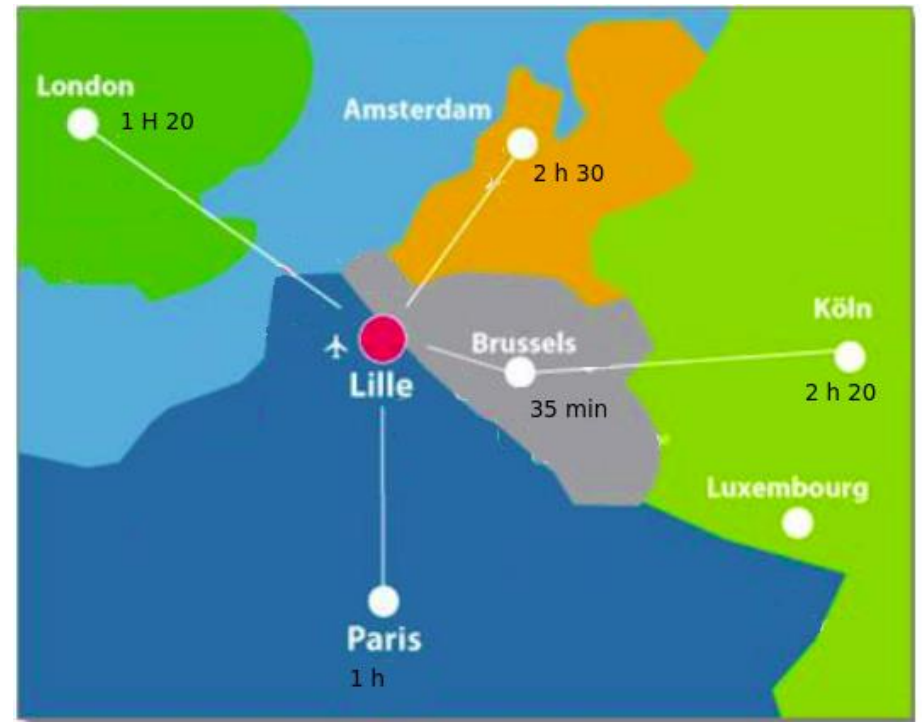 London
1 H 20
Amsterdam
2 h 30
Köln
2 h 20
Brussels
35 min
Lille
Luxembourg
Paris
1 h